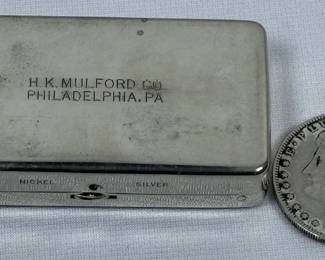 H.K. MULFORD CO
PHILADELPHIA, PA
NICKEL SILVER